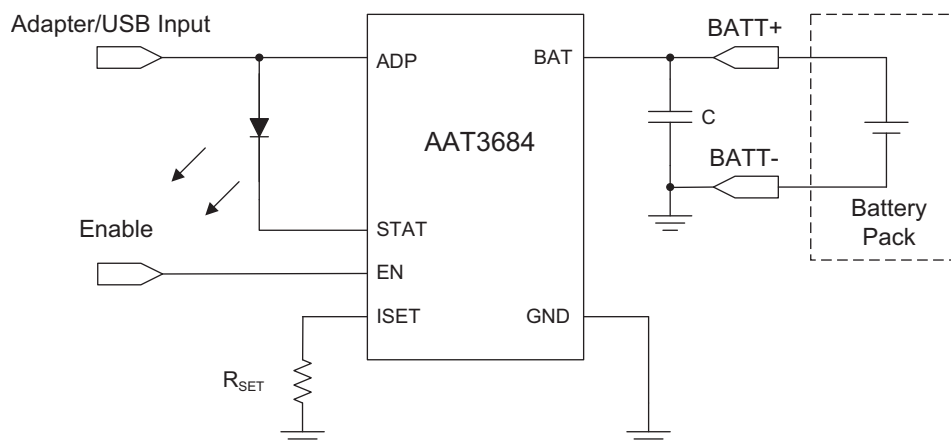 Adapter/USB Input
BATT+
ADP
BAT
C
AAT3684
BATT-
Enable
STAT
Battery
Pack
EN
ISET
GND
RSET